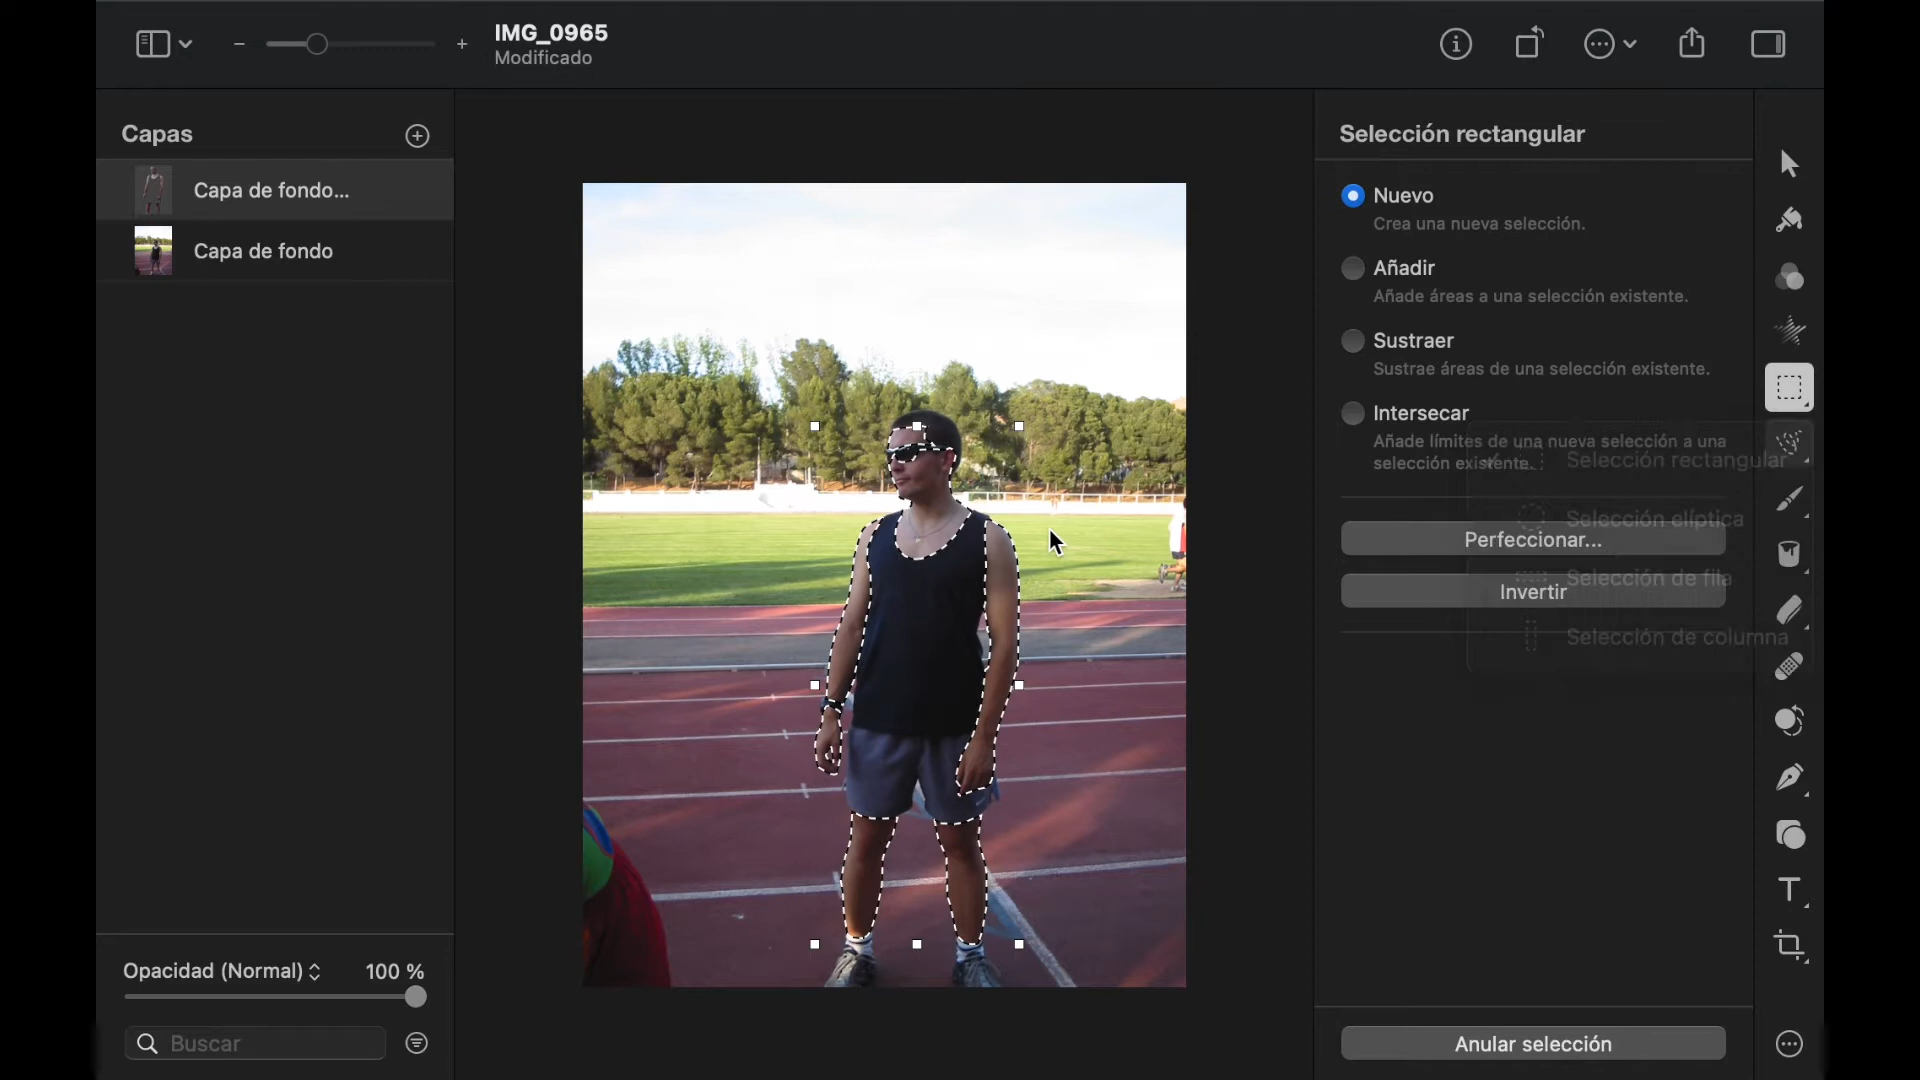 IMG_0965
Modificado
Capas
Capa de fondo...
Capa de fondo
Opacidad (Normal)
100 %
Buscar
Selección rectangular
Nuevo
Crea una nueva selección.
Añadir
Añade áreas a una selección existente.
Sustraer
Sustrae áreas de una selección existente.
Intersecar
Añade límites de una nueva selección a una
selección existente.
Selección rectangular
Selección elíptica
Perfeccionar...
Selección de fila
Invertir
Selección de columna
Anular selección